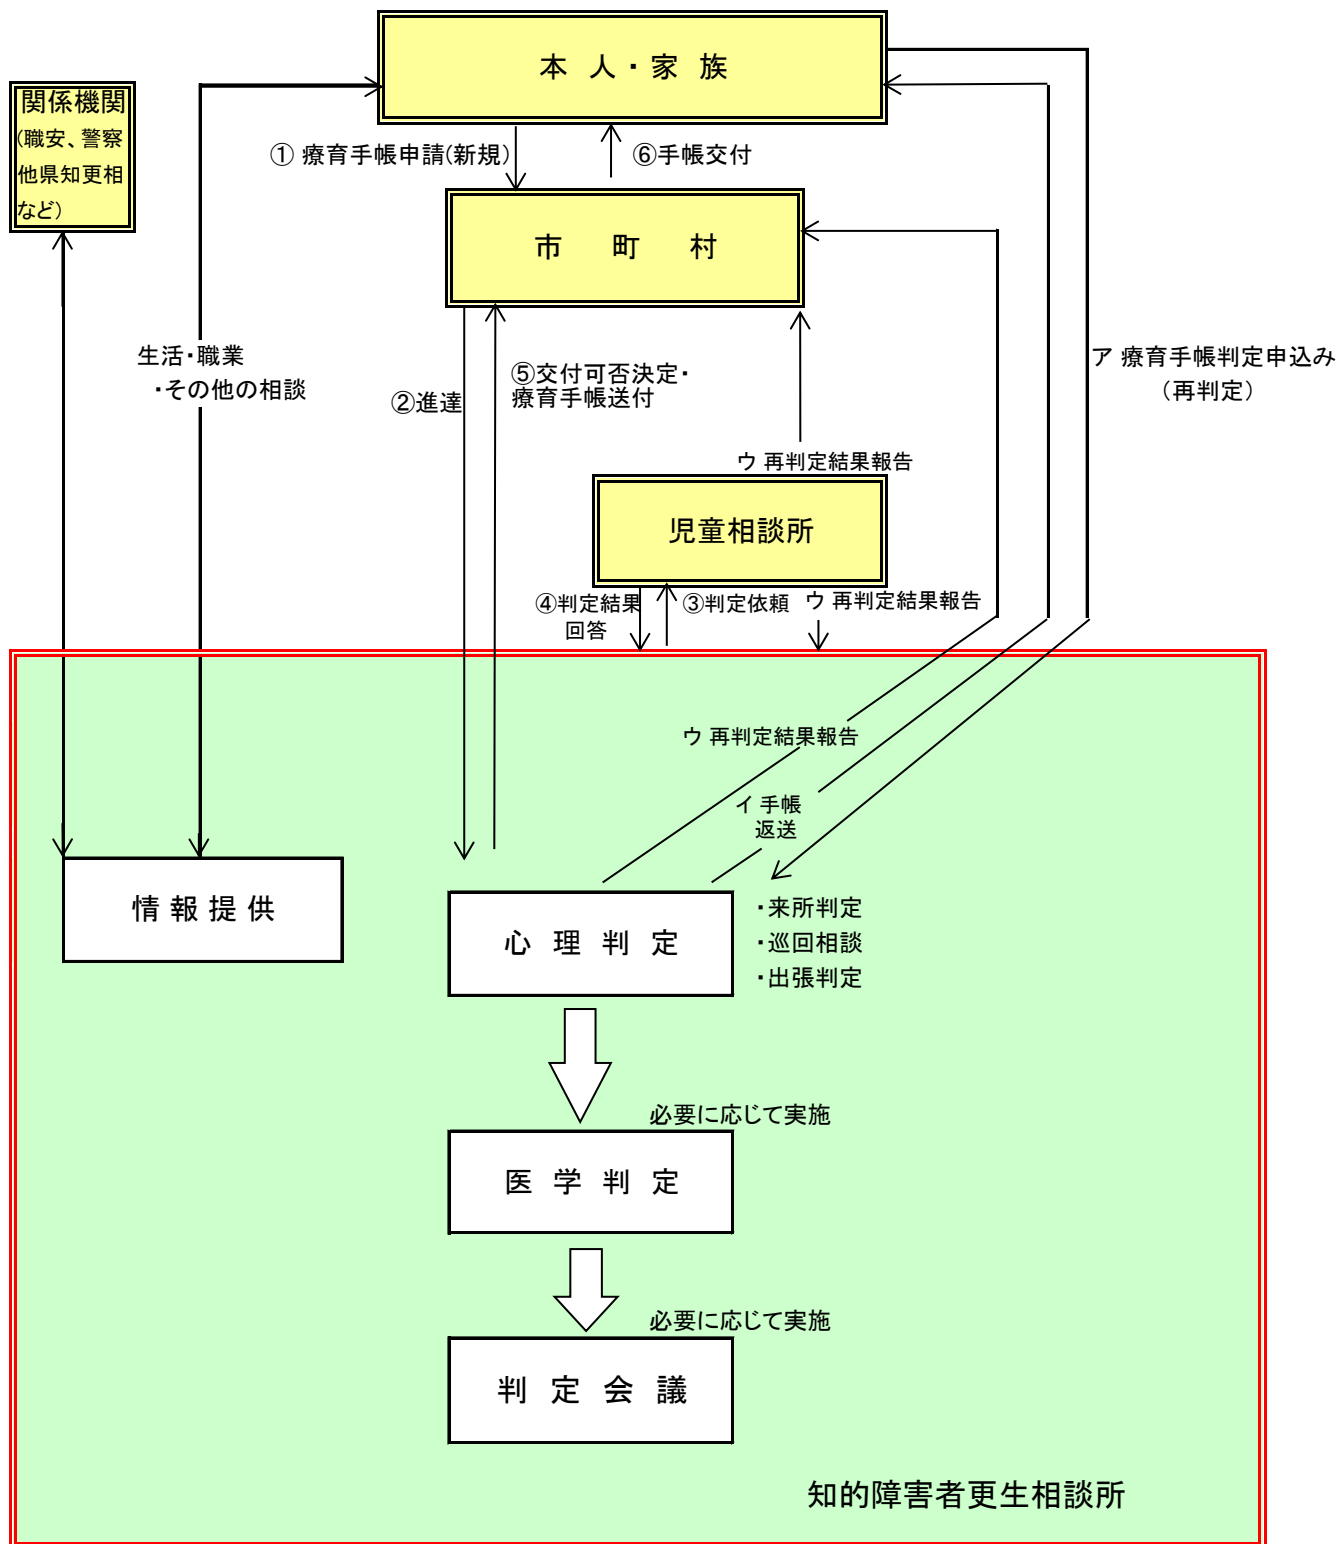 本 人・家 族
関係機関
(職安、警察
他県知更相
など)
① 療育手帳申請(新規)
⑥手帳交付
市 町 村
生活・職業
・その他の相談
②進達
⑤交付可否決定・
療育手帳送付
ア 療育手帳判定申込み
(再判定)
ウ 再判定結果報告
児童相談所
④判定結果
回答
③判定依頼
ウ 再判定結果報告
ウ 再判定結果報告
イ 手帳
返送
情 報 提 供
心 理 判 定
・来所判定
・巡回相談
・出張判定
必要に応じて実施
医 学 判 定
必要に応じて実施
判 定 会 議
知的障害者更生相談所